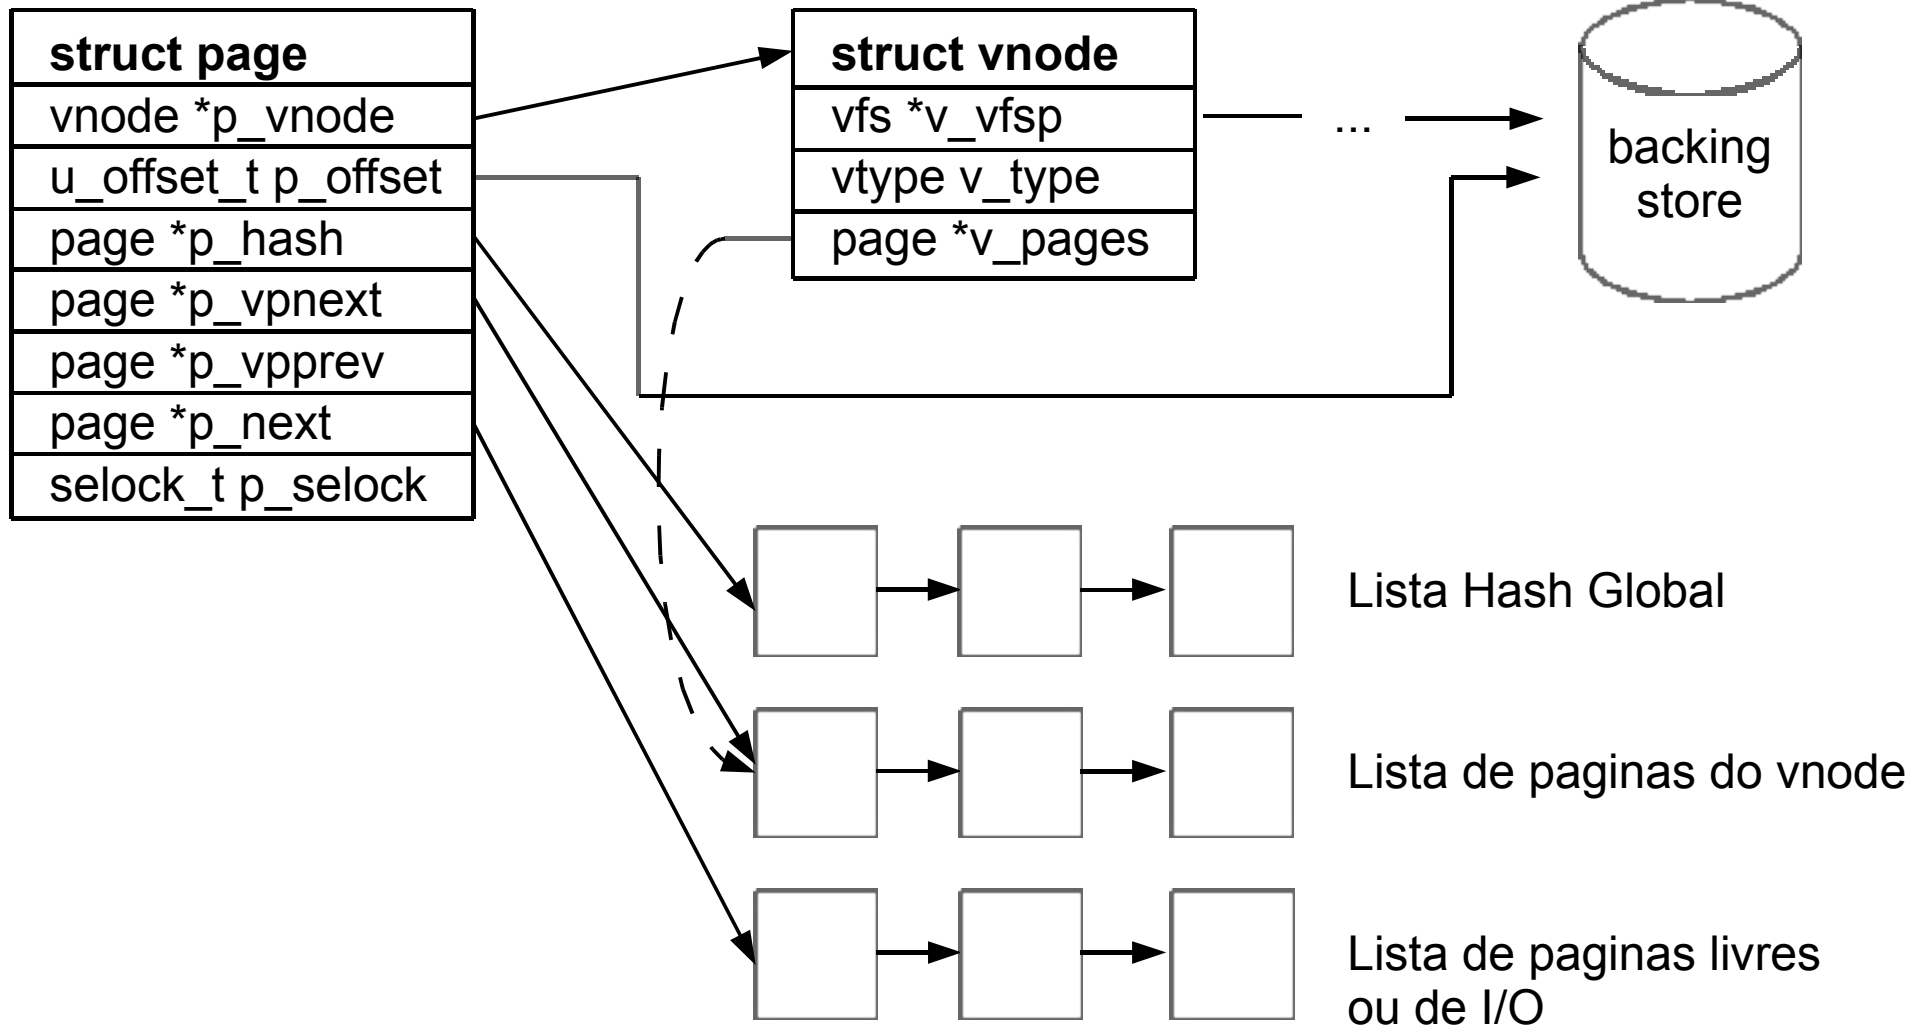 struct page
vnode *p_vnode
u_offset_t p_offset
page *p_hash
page *p_vpnext
page *p_vpprev
page *p_next
selock_t p_selock
struct vnode
vfs *v_vfsp
vtype v_type
page *v_pages
...
backing
store
Lista Hash Global
Lista de paginas do vnode
Lista de paginas livres
ou de I/O